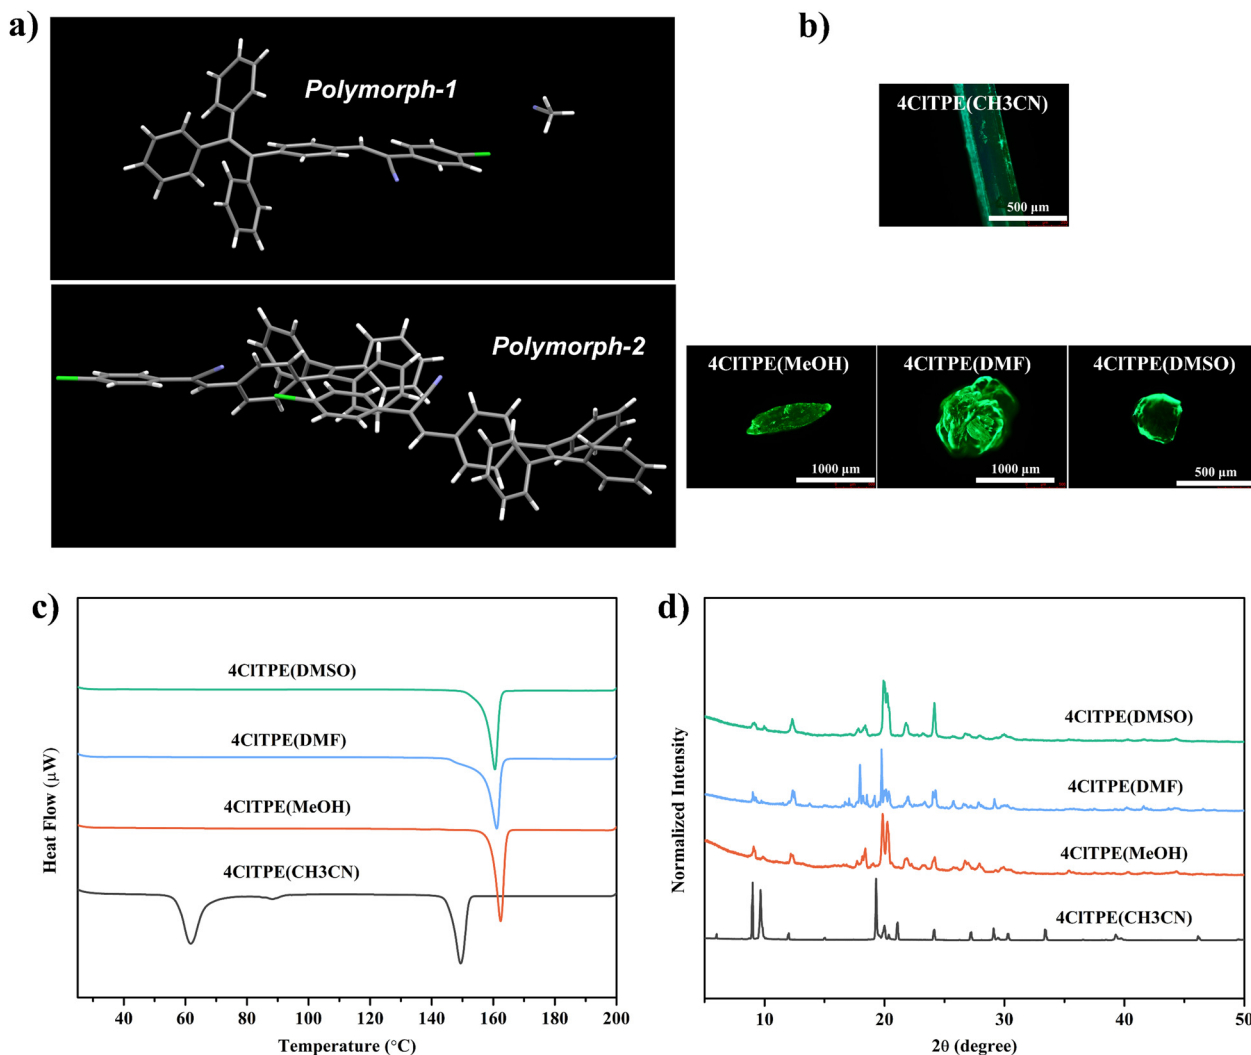 a)
Polymorph-1
Polymorph-2
b)
4ClTPE(CH3CN)
500 μm
4ClTPE(MeOH)
1000 μm
4ClTPE(DMF)
1000 μm
4ClTPE(DMSO)
500 μm
c)
4ClTPE(DMSO)
4ClTPE(DMF)
4ClTPE(MeOH)
4ClTPE(CH3CN)
Heat Flow (μW)
40 60 80 100 120 140 160 180 200
Temperature (°C)
d)
4ClTPE(DMSO)
4ClTPE(DMF)
4ClTPE(MeOH)
4ClTPE(CH3CN)
Normalized Intensity
10 20 30 40 50
2θ (degree)